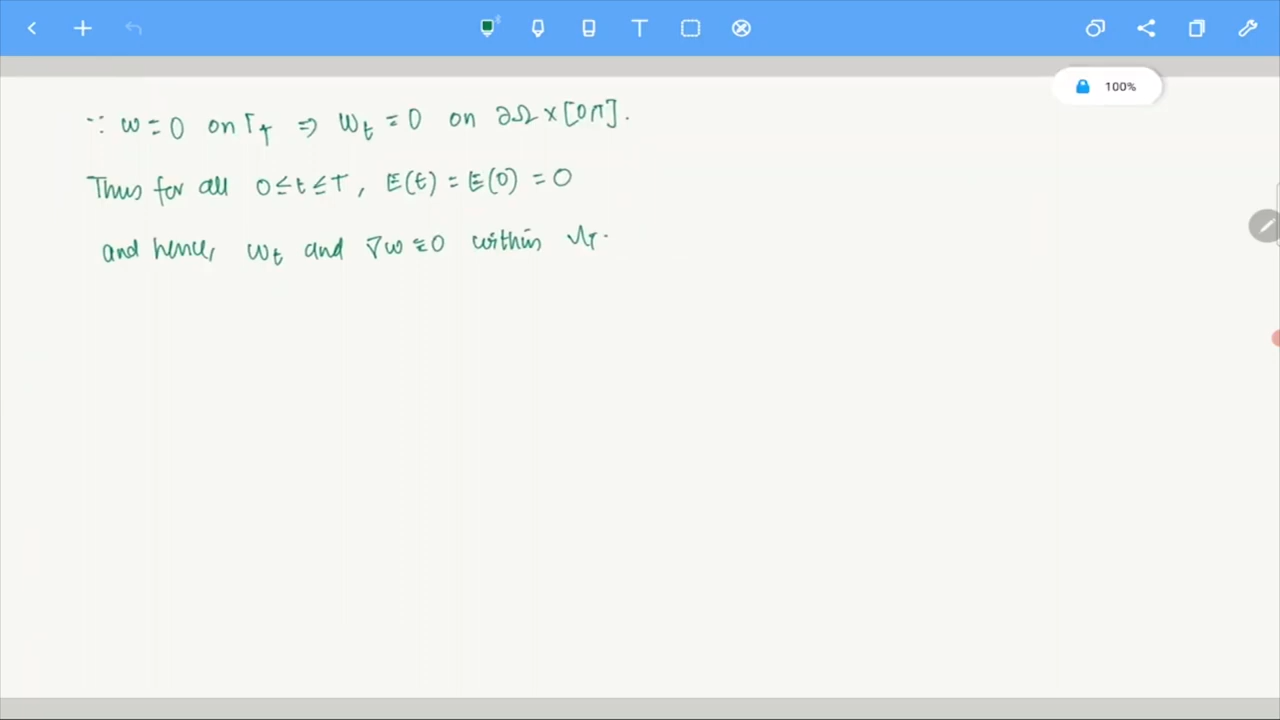 100%
∵ w = 0 on Γ_T ⇒ w_t = 0 on ∂Ω × [0,T].
Thus for all 0 ≤ t ≤ T, E(t) = E(0) = 0
and hence, w_t and ∇w ≡ 0 within Ω_T.